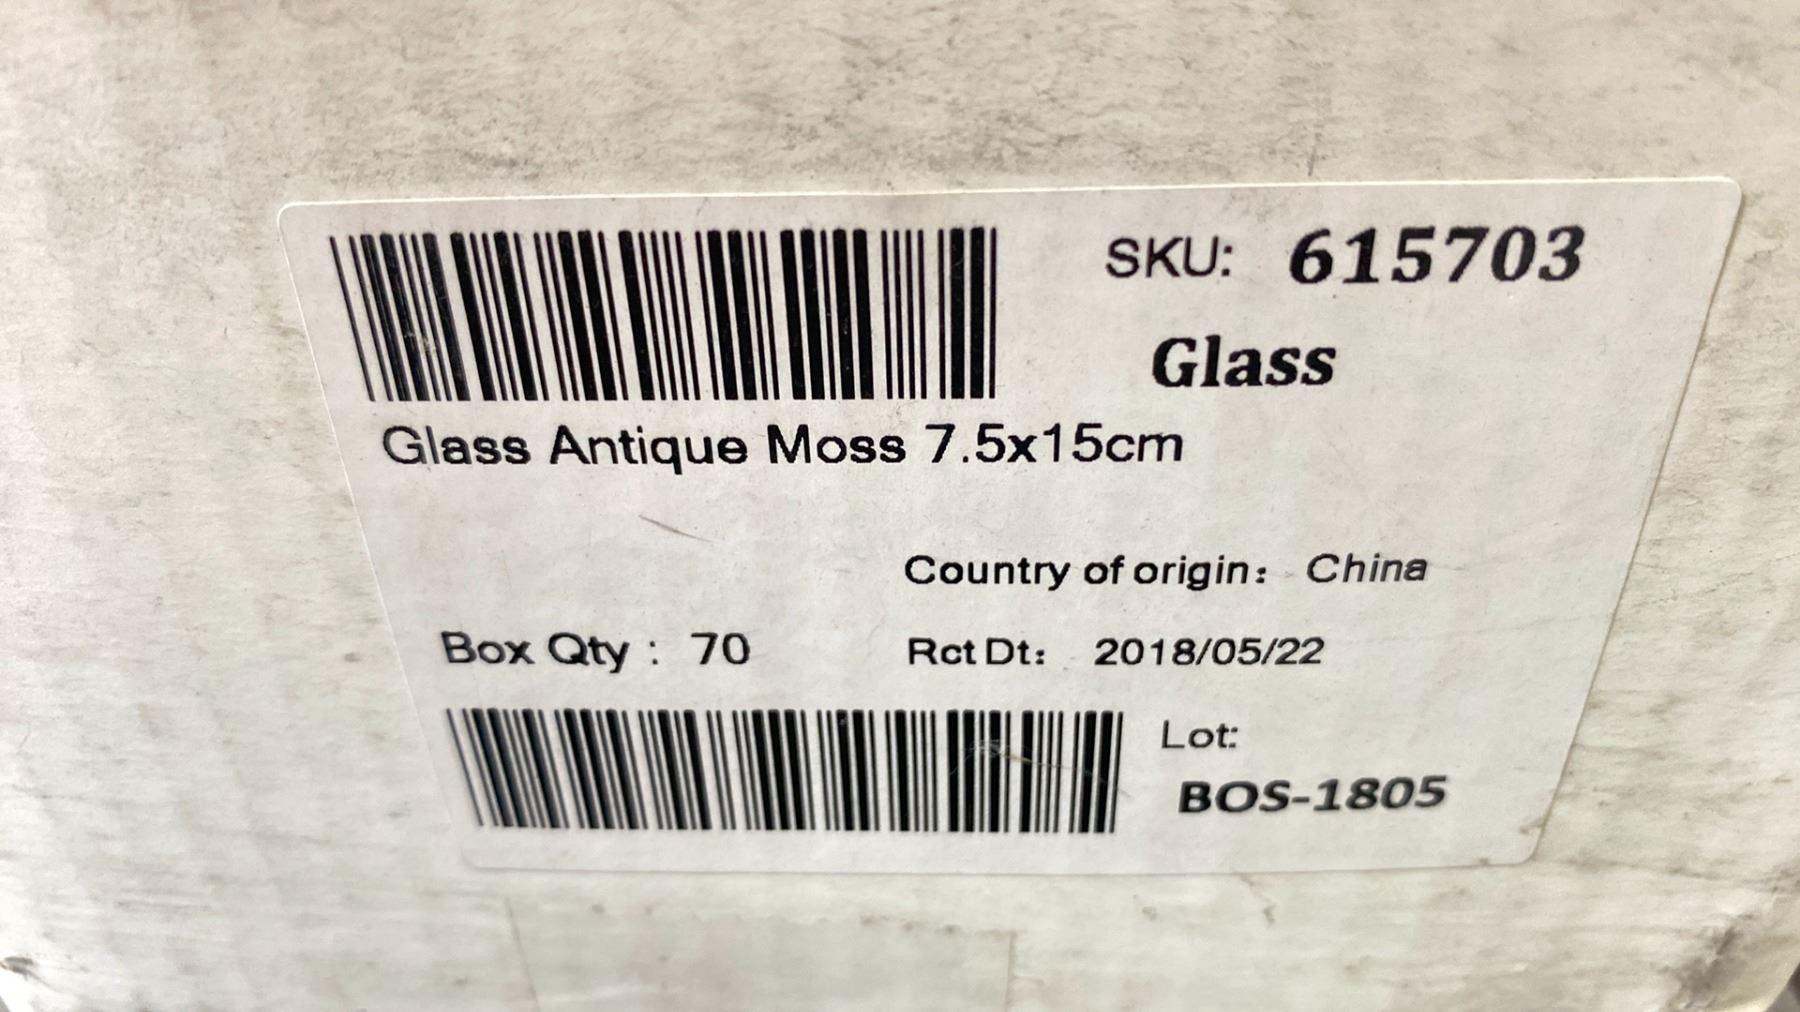 SKU: 615703
Glass
Glass Antique Moss 7.5x15cm
Country of origin: China
Box Qty : 70
Rct Dt: 2018/05/22
Lot:
BOS-1805